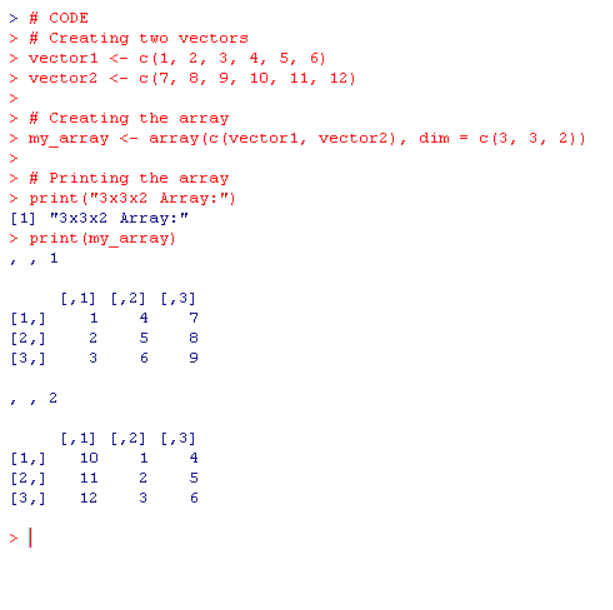 > # CODE
> # Creating two vectors
> vector1 <- c(1, 2, 3, 4, 5, 6)
> vector2 <- c(7, 8, 9, 10, 11, 12)
>
> # Creating the array
> my_array <- array(c(vector1, vector2), dim = c(3, 3, 2))
>
> # Printing the array
> print("3x3x2 Array:")
[1] "3x3x2 Array:"
> print(my_array)
, , 1
     [,1] [,2] [,3]
[1,]    1    4    7
[2,]    2    5    8
[3,]    3    6    9
, , 2
     [,1] [,2] [,3]
[1,]   10    1    4
[2,]   11    2    5
[3,]   12    3    6
>